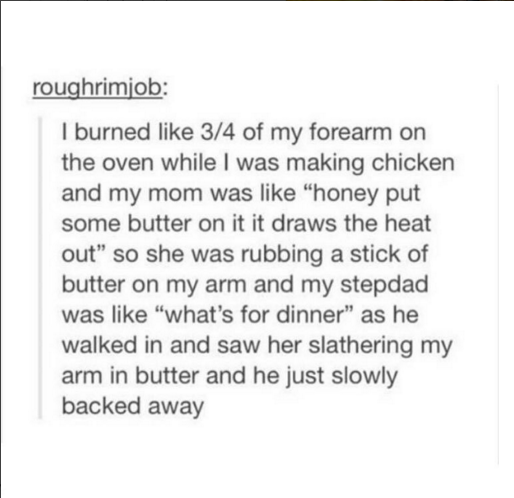 roughrimjob:
I burned like 3/4 of my forearm on
the oven while I was making chicken
and my mom was like “honey put
some butter on it it draws the heat
out” so she was rubbing a stick of
butter on my arm and my stepdad
was like “what’s for dinner” as he
walked in and saw her slathering my
arm in butter and he just slowly
backed away